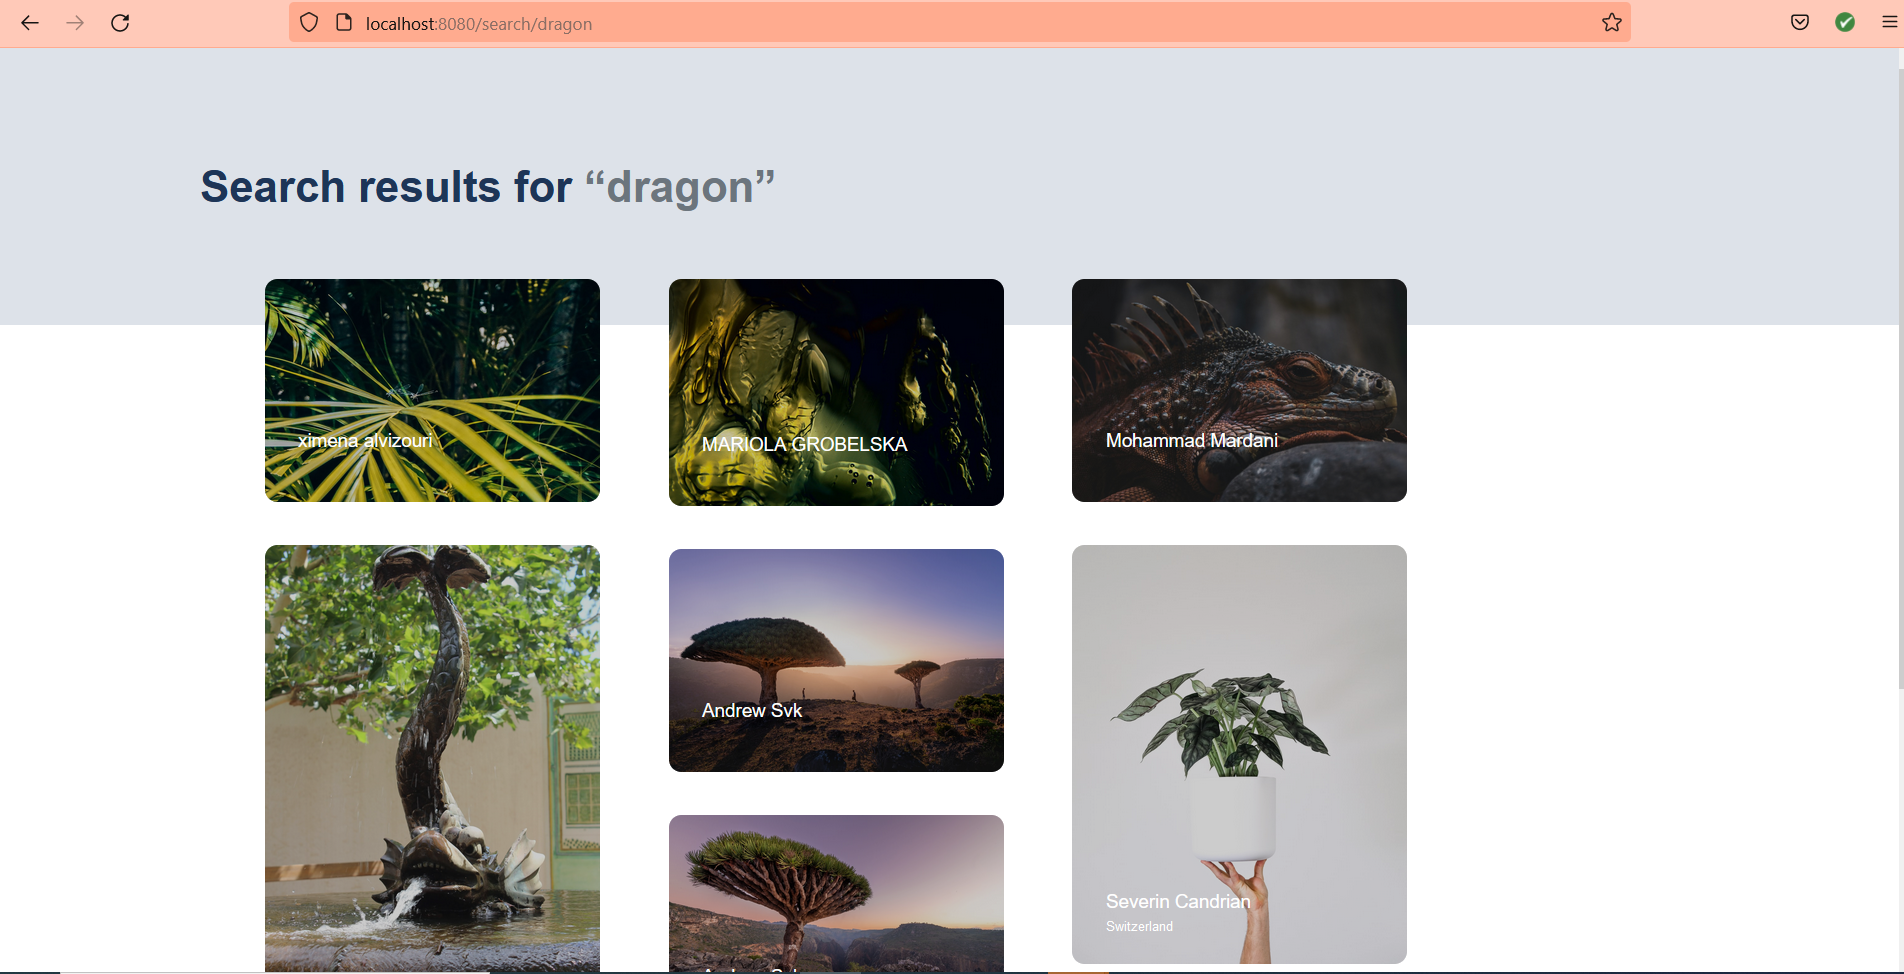 localhost:8080/search/dragon
Search results for “dragon”
ximena alvizouri
MARIOLA GROBELSKA
Mohammad Mardani
Andrew Svk
Severin Candrian
Switzerland